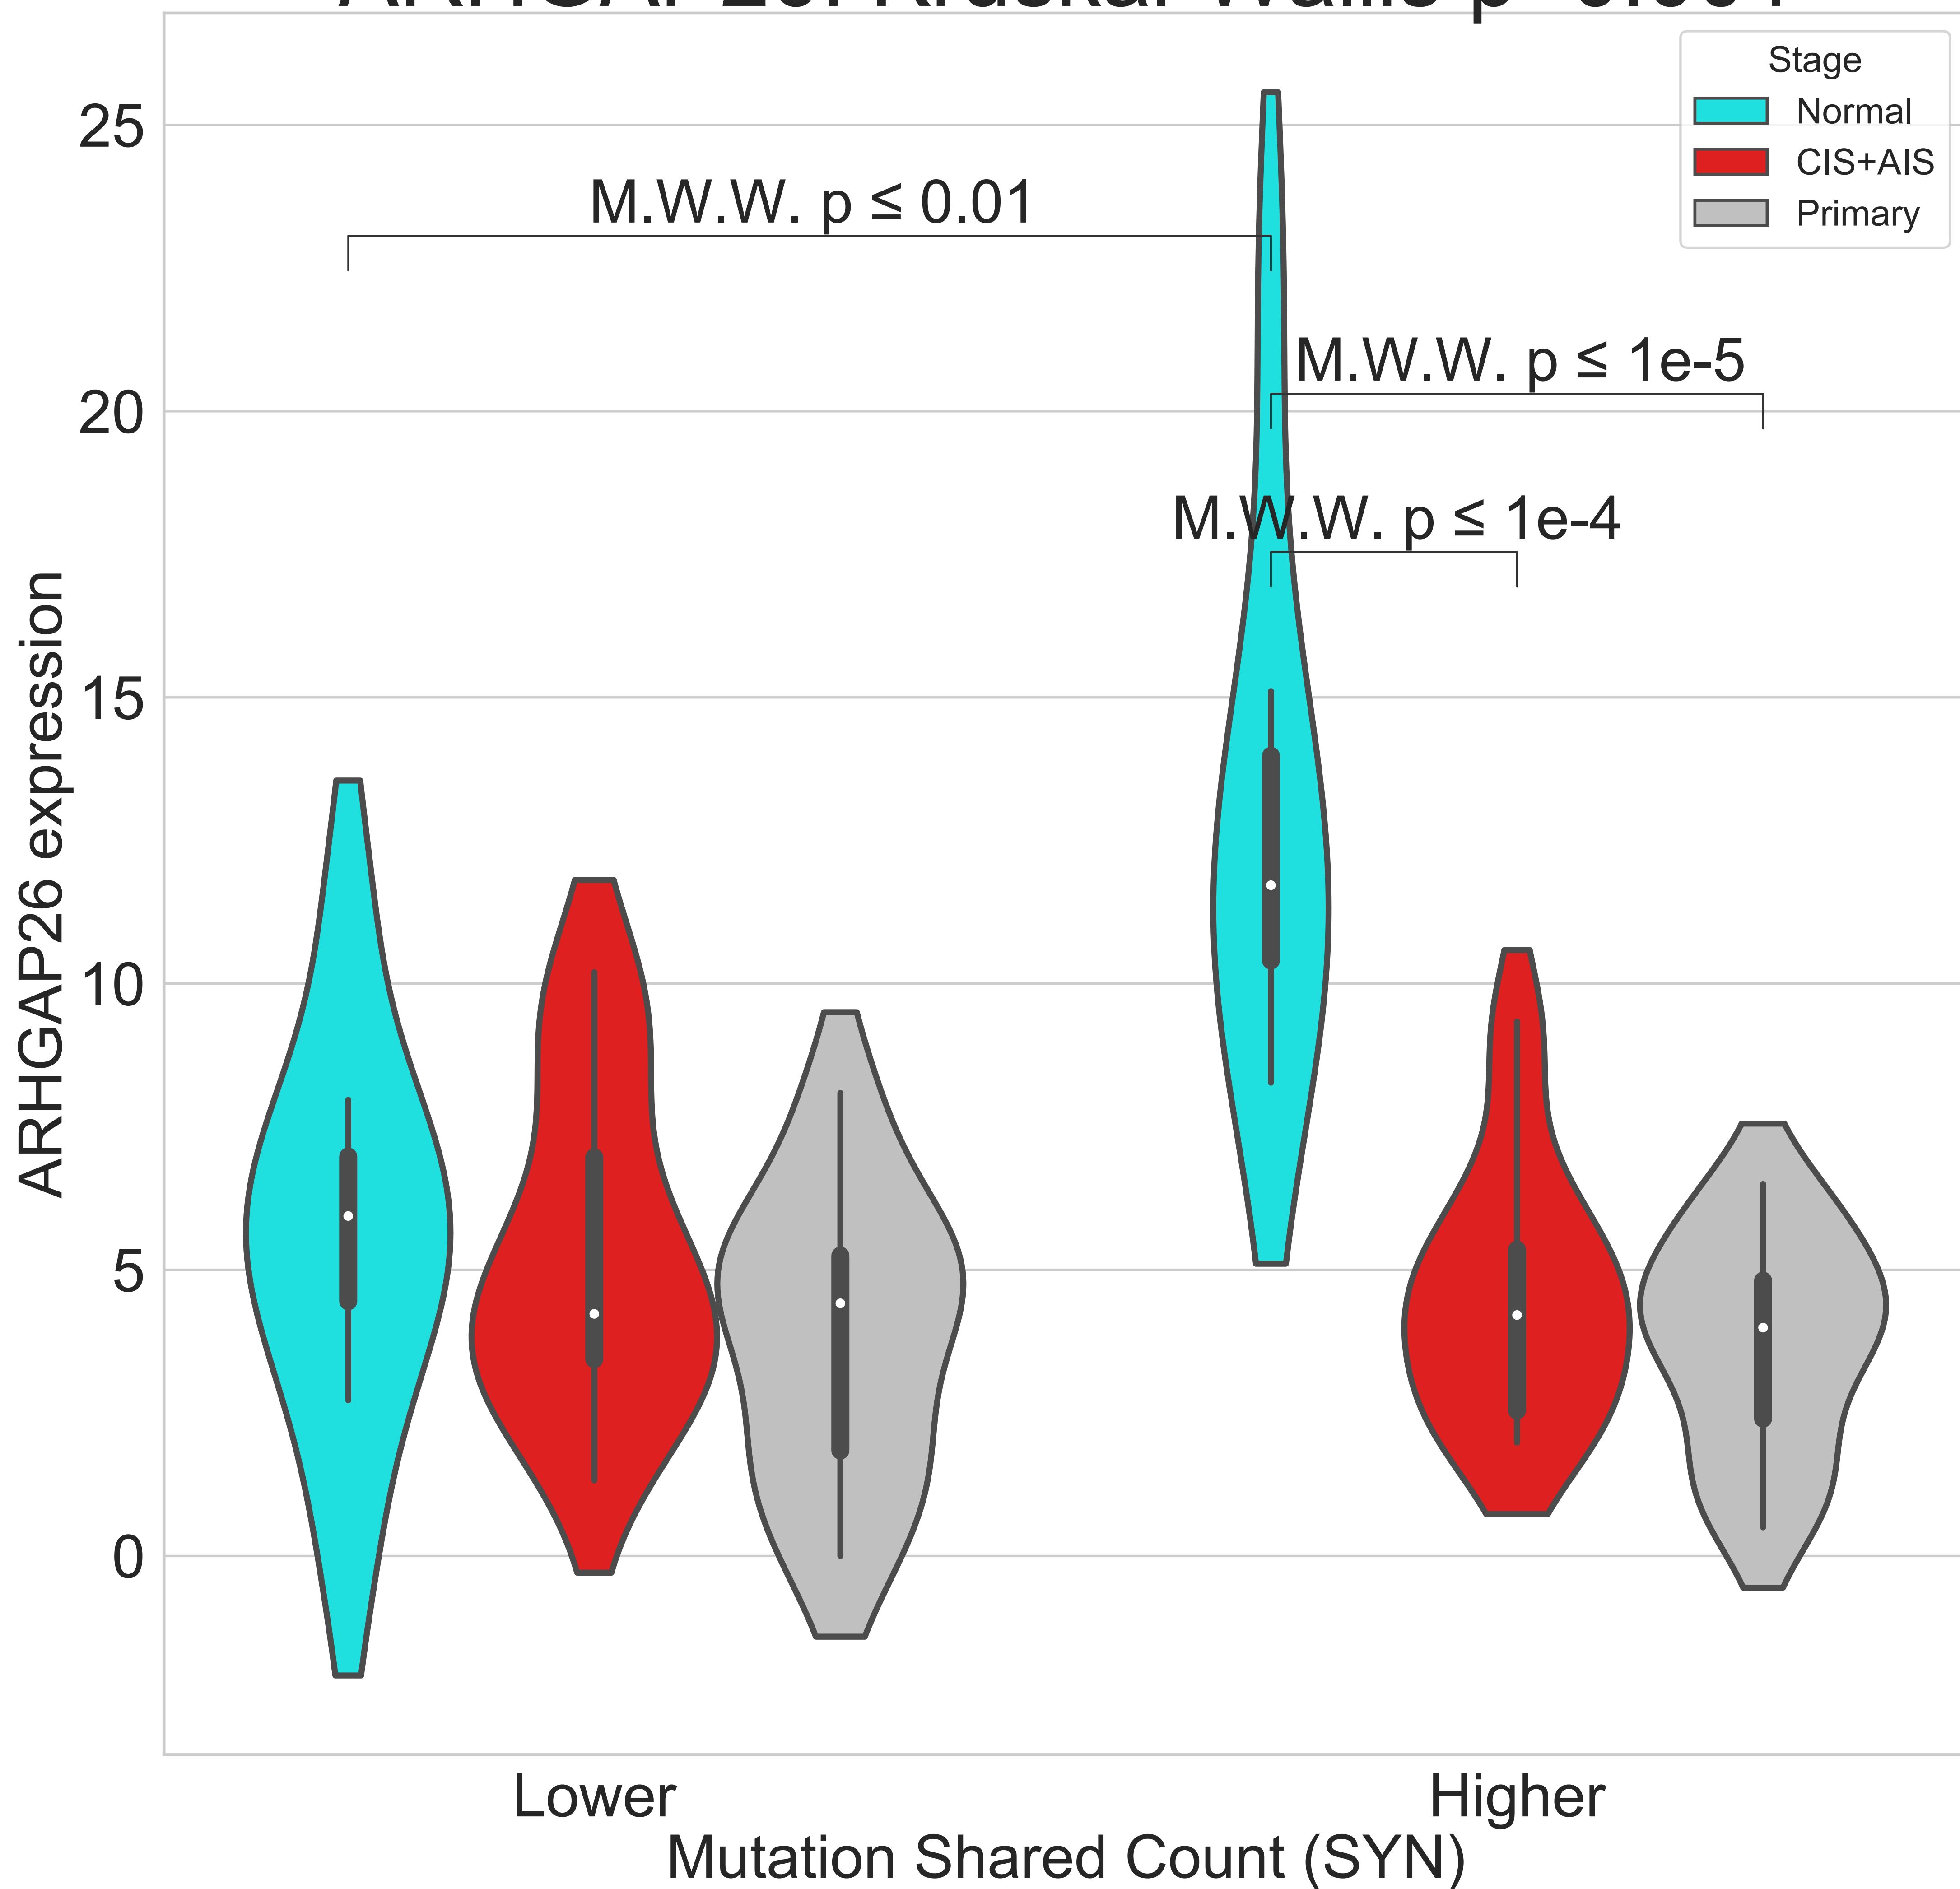 Stage
Normal
CIS+AIS
Primary
M.W.W. p ≤ 0.01
M.W.W. p ≤ 1e-5
M.W.W. p ≤ 1e-4
25
20
15
10
5
0
ARHGAP26 expression
Lower
Higher
Mutation Shared Count (SYN)